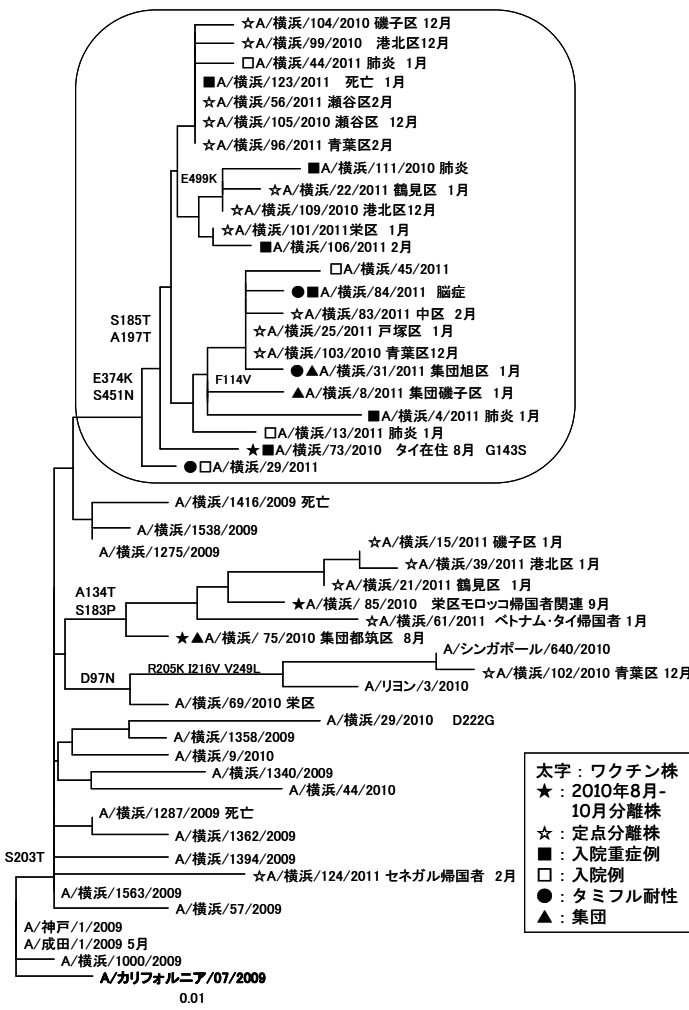 ☆A/横浜/104/2010 磯子区 12月
☆A/横浜/99/2010 港北区12月
□A/横浜/44/2011 肺炎 1月
■A/横浜/123/2011 死亡 1月
☆A/横浜/56/2011 瀬谷区2月
☆A/横浜/105/2010 瀬谷区 12月
☆A/横浜/96/2011 青葉区2月
■A/横浜/111/2010 肺炎
E499K
☆A/横浜/22/2011 鶴見区 1月
☆A/横浜/109/2010 港北区12月
☆A/横浜/101/2011栄区 1月
■A/横浜/106/2011 2月
□A/横浜/45/2011
●■A/横浜/84/2011 脳症
☆A/横浜/83/2011 中区 2月
S185T
A197T
☆A/横浜/25/2011 戸塚区 1月
☆A/横浜/103/2010 青葉区12月
●▲A/横浜/31/2011 集団旭区 1月
E374K
S451N
F114V
▲A/横浜/8/2011 集団磯子区 1月
■A/横浜/4/2011 肺炎 1月
□A/横浜/13/2011 肺炎 1月
★■A/横浜/73/2010 タイ在住 8月 G143S
●□A/横浜/29/2011
A/横浜/1416/2009 死亡
A/横浜/1538/2009
A/横浜/1275/2009
☆A/横浜/15/2011 磯子区 1月
☆A/横浜/39/2011 港北区 1月
☆A/横浜/21/2011 鶴見区 1月
A134T
S183P
★A/横浜/ 85/2010 栄区モロッコ帰国者関連 9月
☆A/横浜/61/2011 ベトナム・タイ帰国者 1月
★▲A/横浜/ 75/2010 集団都筑区 8月
A/シンガポール/640/2010
R205K I216V V249L
☆A/横浜/102/2010 青葉区 12月
D97N
A/リヨン/3/2010
A/横浜/69/2010 栄区
A/横浜/29/2010 D222G
A/横浜/1358/2009
A/横浜/9/2010
A/横浜/1340/2009
A/横浜/44/2010
A/横浜/1287/2009 死亡
A/横浜/1362/2009
S203T
A/横浜/1394/2009
☆A/横浜/124/2011 セネガル帰国者 2月
A/横浜/1563/2009
A/横浜/57/2009
A/神戸/1/2009
A/成田/1/2009 5月
A/横浜/1000/2009
A/カリフォルニア/07/2009
0.01
太字：ワクチン株
★：2010年8月-
10月分離株
☆：定点分離株
■：入院重症例
□：入院例
●：タミフル耐性
▲：集団